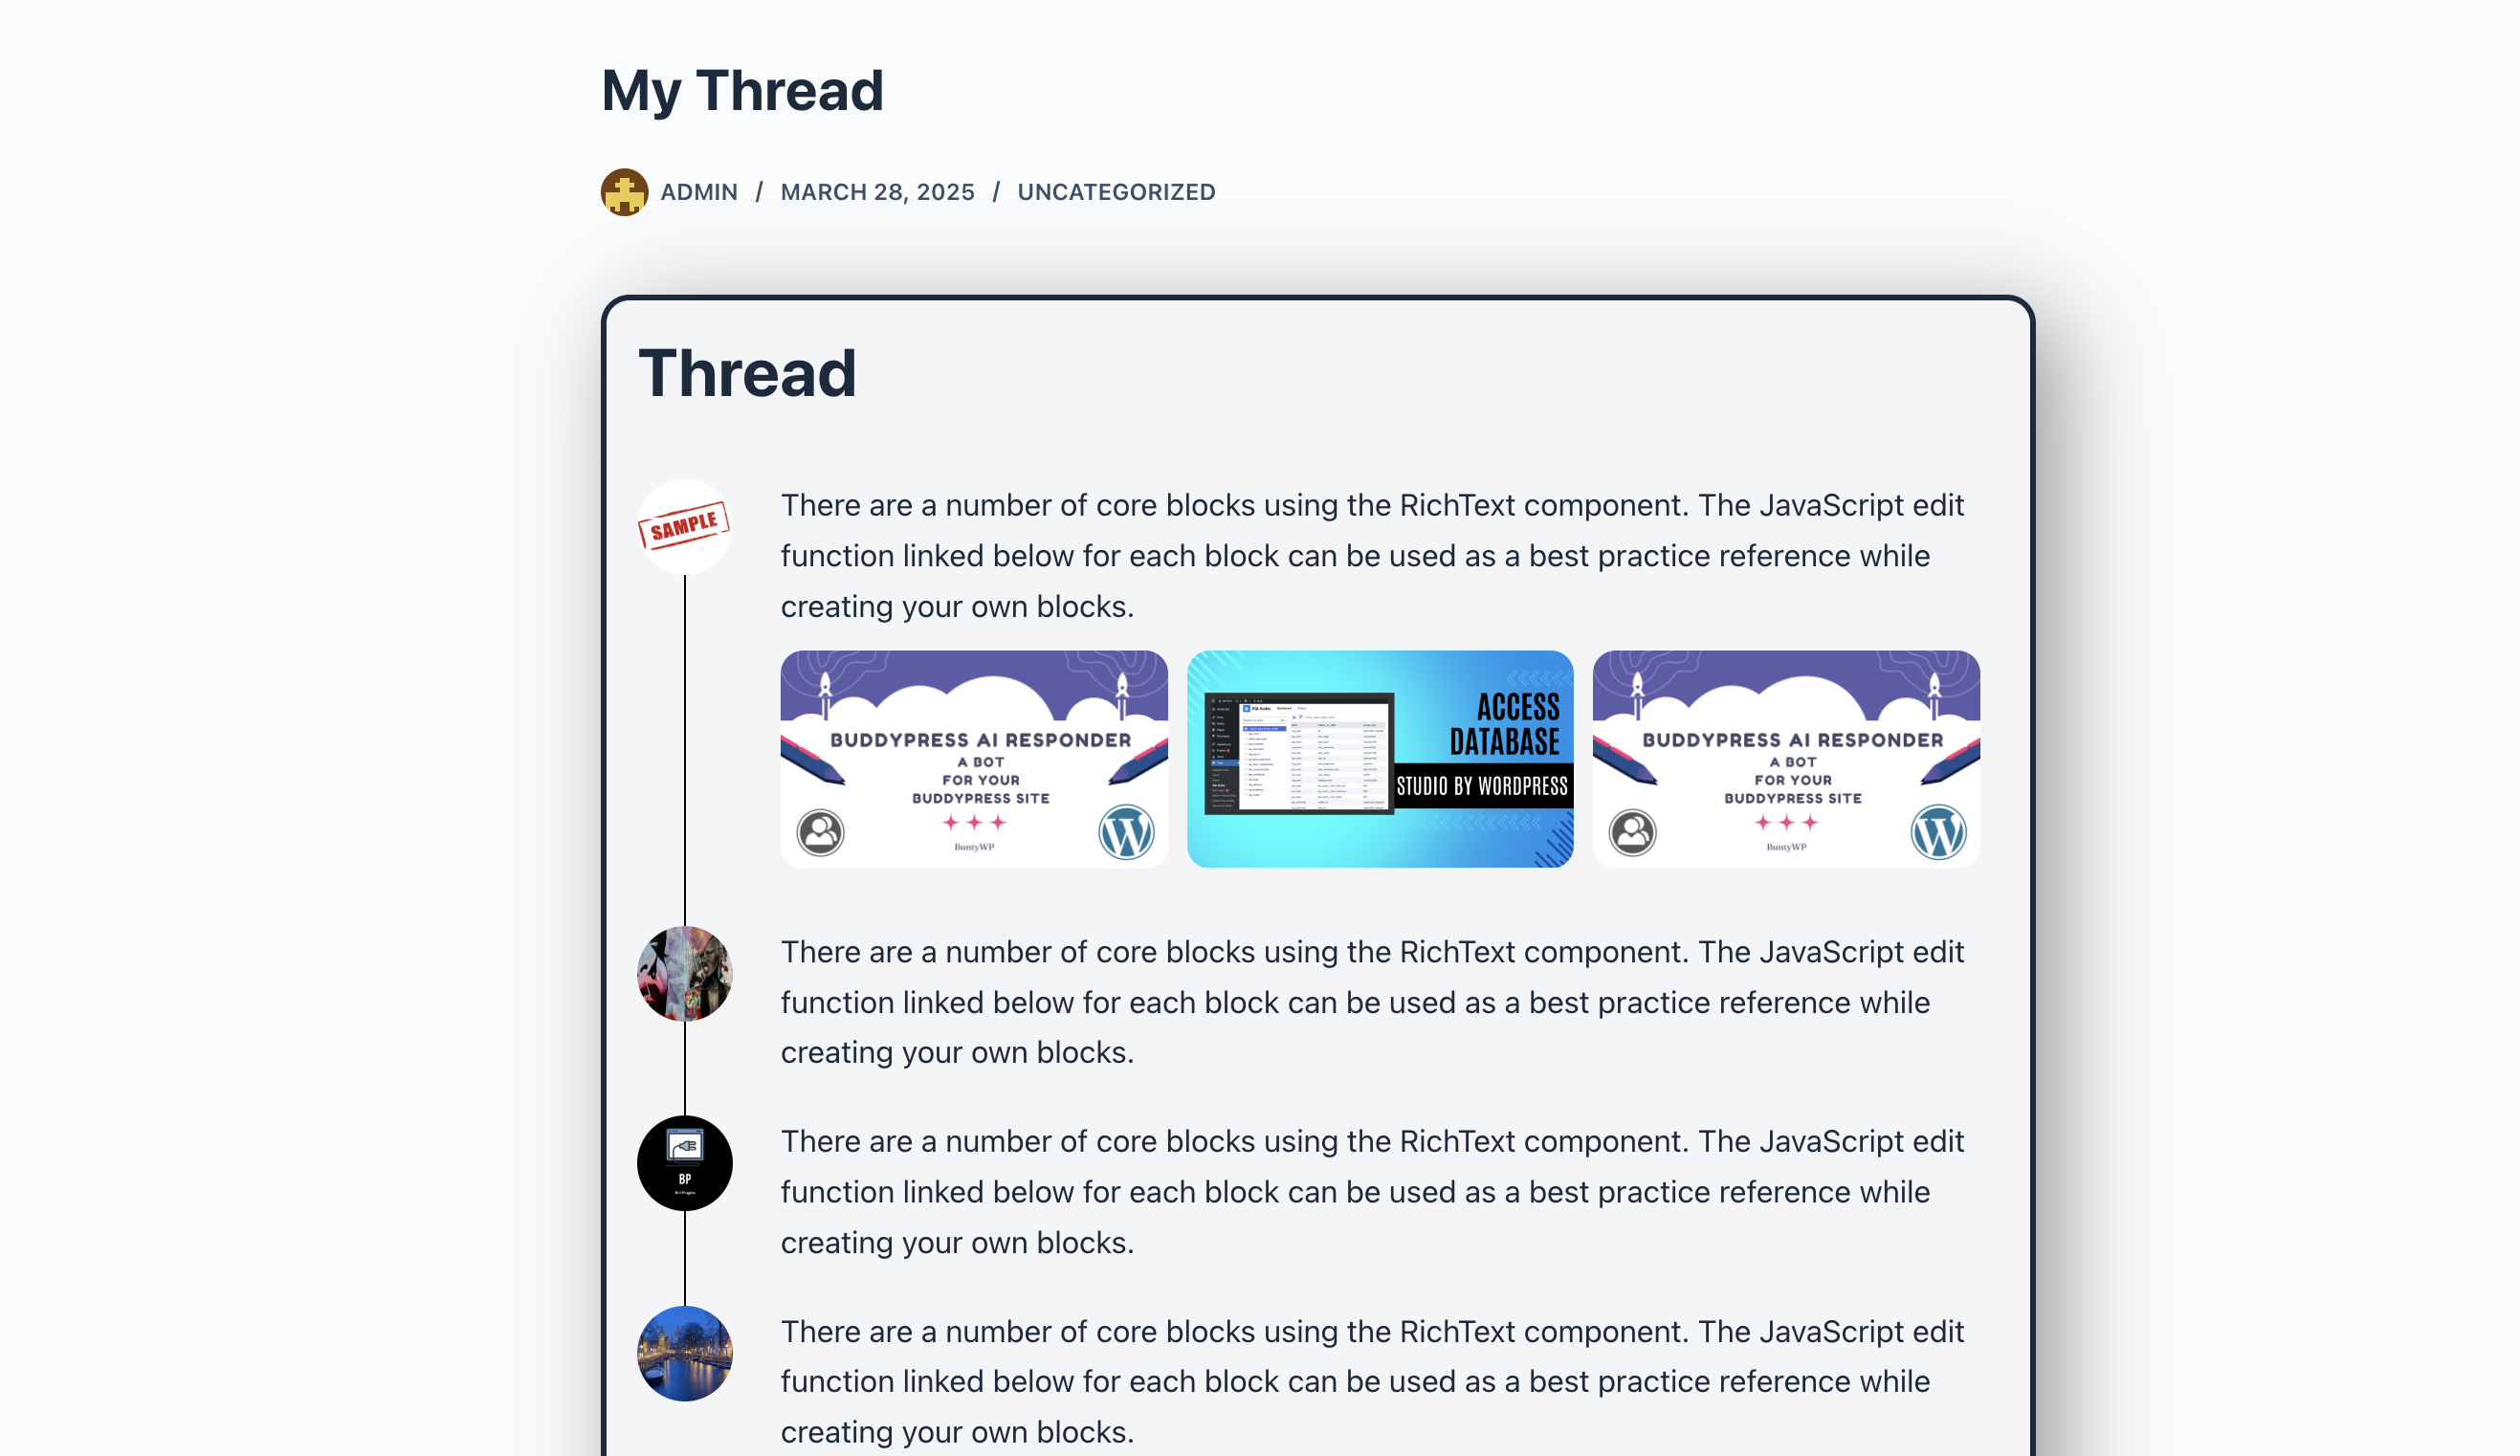 My Thread
ADMIN / MARCH 28, 2025 / UNCATEGORIZED
Thread
SAMPLE
There are a number of core blocks using the RichText component. The JavaScript edit
function linked below for each block can be used as a best practice reference while
creating your own blocks.
BUDDYPRESS AI RESPONDER
A BOT
FOR YOUR
BUDDYPRESS SITE
BuntyWP
ACCESS
DATABASE
STUDIO BY WORDPRESS
BUDDYPRESS AI RESPONDER
A BOT
FOR YOUR
BUDDYPRESS SITE
BuntyWP
There are a number of core blocks using the RichText component. The JavaScript edit
function linked below for each block can be used as a best practice reference while
creating your own blocks.
BP
There are a number of core blocks using the RichText component. The JavaScript edit
function linked below for each block can be used as a best practice reference while
creating your own blocks.
There are a number of core blocks using the RichText component. The JavaScript edit
function linked below for each block can be used as a best practice reference while
creating your own blocks.